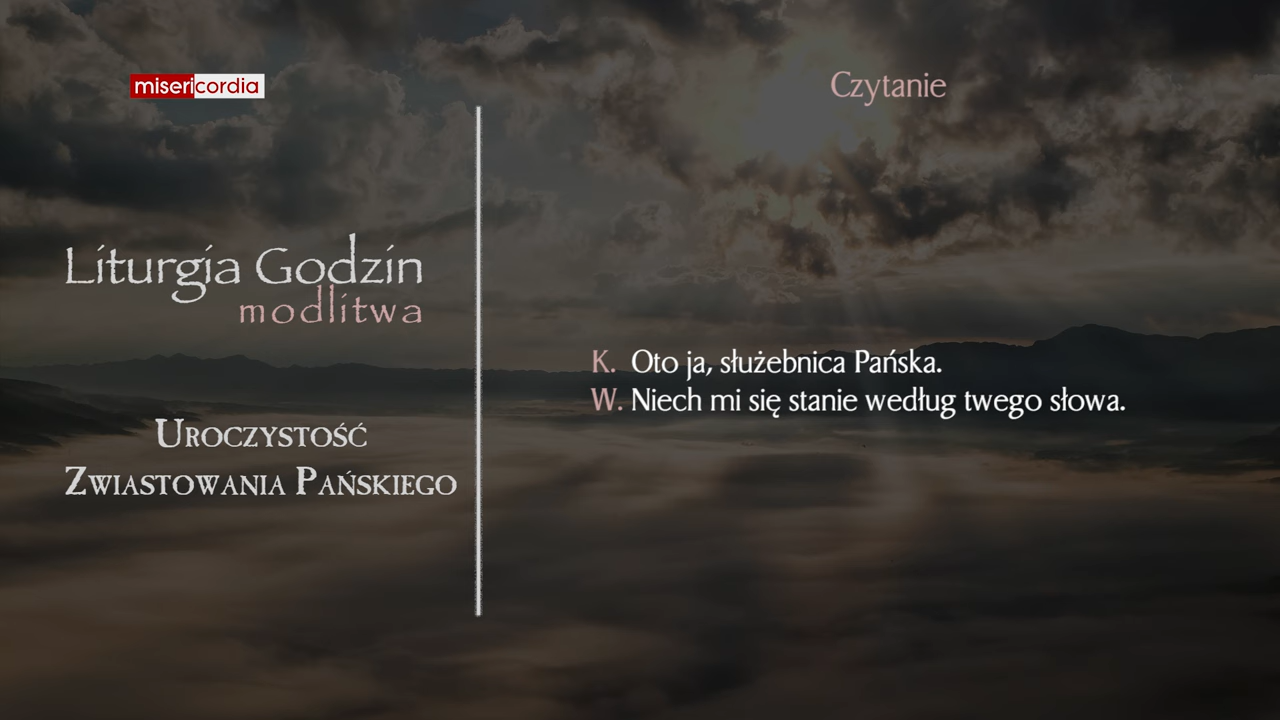 misericordia
Liturgia Godzin
modlitwa
Uroczystość
Zwiastowania Pańskiego
Czytanie
K. Oto ja, służebnica Pańska.
W. Niech mi się stanie według twego słowa.